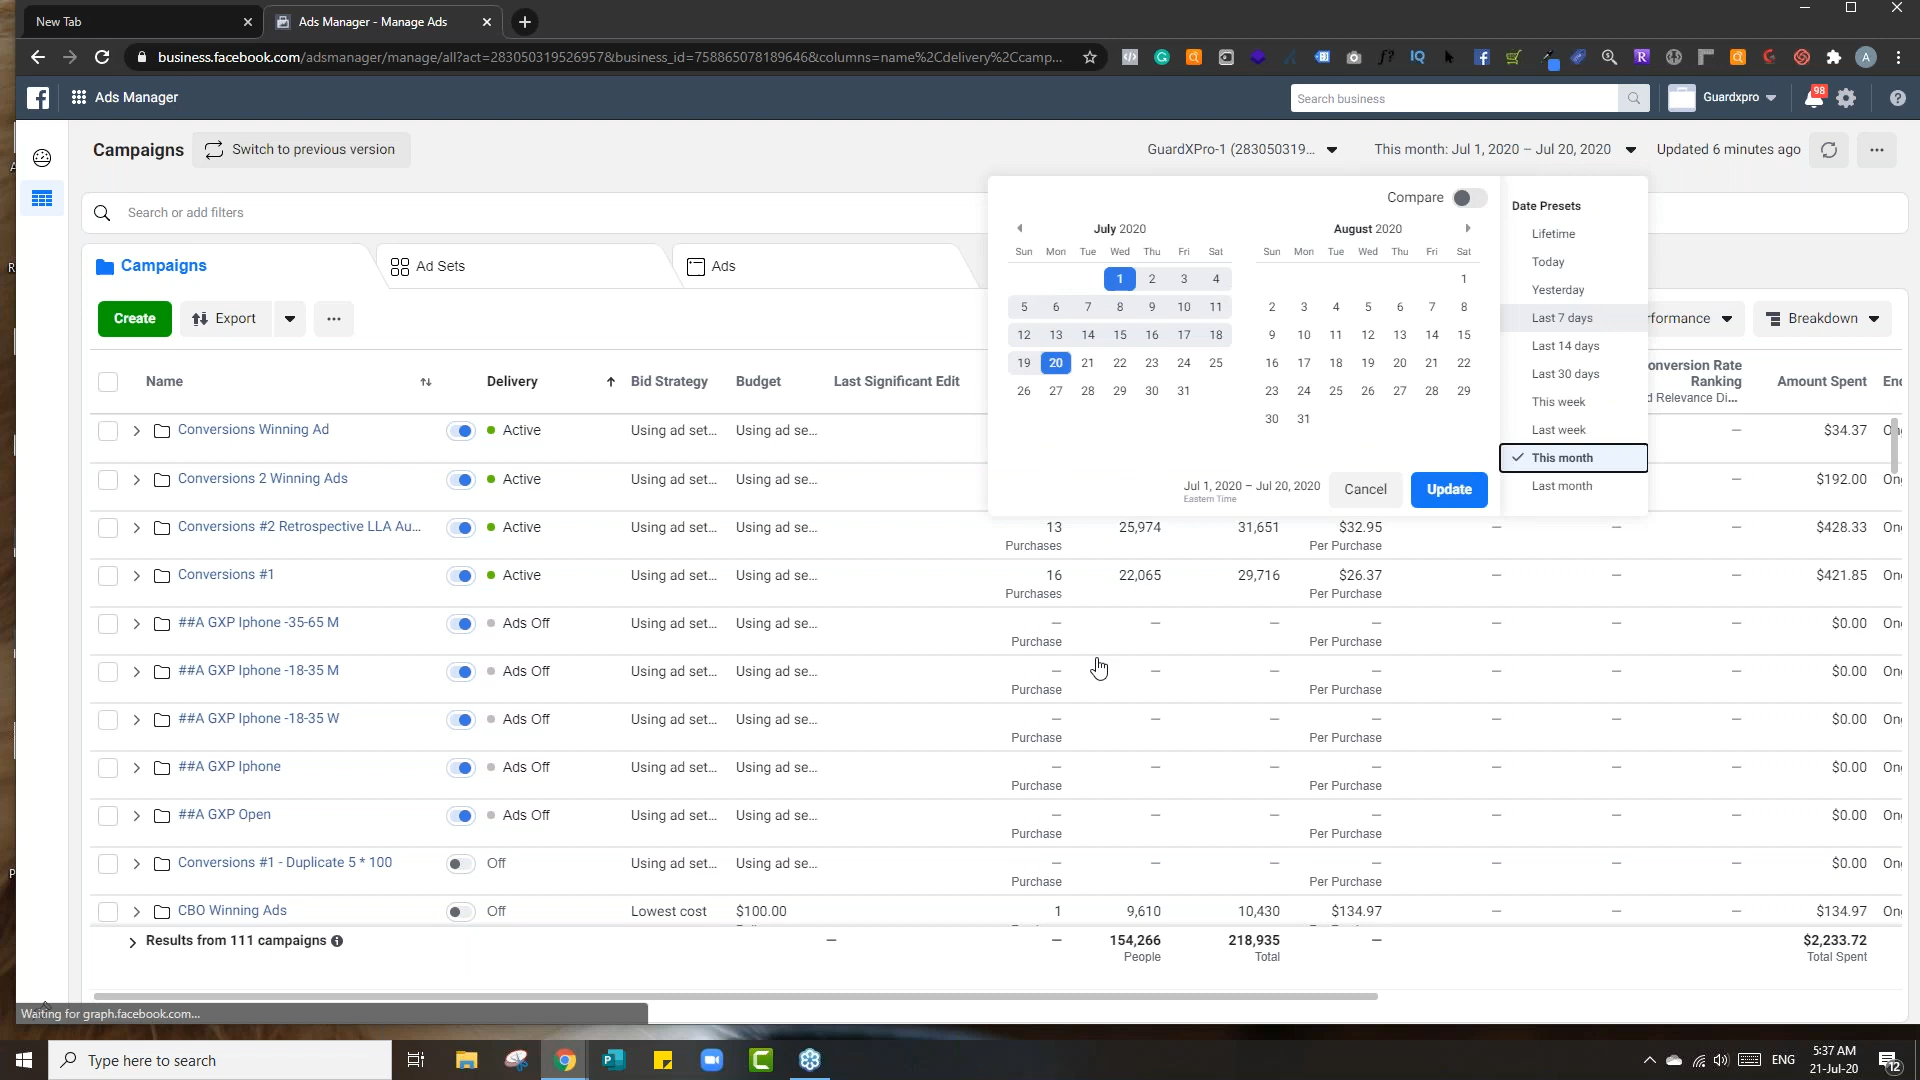 New Tab
Ads Manager - Manage Ads
business.facebook.com/adsmanager/manage/all?act=283050319526957&business_id=758865078189646&columns=name%2Cdelivery%2Ccamp...
Ads Manager
Search business
Guardxpro
98
Campaigns
Switch to previous version
GuardXPro-1 (283050319...
This month: Jul 1, 2020 – Jul 20, 2020
Updated 6 minutes ago
Search or add filters
Compare
Date Presets
July 2020
August 2020
Sun Mon Tue Wed Thu Fri Sat
Sun Mon Tue Wed Thu Fri Sat
1 2 3 4
1
5 6 7 8 9 10 11
2 3 4 5 6 7 8
12 13 14 15 16 17 18
9 10 11 12 13 14 15
19 20 21 22 23 24 25
16 17 18 19 20 21 22
26 27 28 29 30 31
23 24 25 26 27 28 29
30 31
Jul 1, 2020 – Jul 20, 2020
Eastern Time
Cancel
Update
Lifetime
Today
Yesterday
Last 7 days
Last 14 days
Last 30 days
This week
Last week
This month
Last month
Campaigns
Ad Sets
Ads
Create
Export
rformance
Breakdown
Name
Delivery
Bid Strategy
Budget
Last Significant Edit
onversion Rate
Ranking
d Relevance Di...
Amount Spent
En
Conversions Winning Ad Active Using ad set... Using ad se... — $34.37
Conversions 2 Winning Ads Active Using ad set... Using ad se... — $192.00 On
Conversions #2 Retrospective LLA Au... Active Using ad set... Using ad se... 13 25,974 31,651 $32.95 — — — $428.33 On
Purchases Per Purchase
Conversions #1 Active Using ad set... Using ad se... 16 22,065 29,716 $26.37 — — — $421.85 On
Purchases Per Purchase
##A GXP Iphone -35-65 M Ads Off Using ad set... Using ad se... — — — — — — — $0.00 On
Purchase Per Purchase
##A GXP Iphone -18-35 M Ads Off Using ad set... Using ad se... — — — — — — — $0.00 On
Purchase Per Purchase
##A GXP Iphone -18-35 W Ads Off Using ad set... Using ad se... — — — — — — — $0.00 On
Purchase Per Purchase
##A GXP Iphone Ads Off Using ad set... Using ad se... — — — — — — — $0.00 On
Purchase Per Purchase
##A GXP Open Ads Off Using ad set... Using ad se... — — — — — — — $0.00 On
Purchase Per Purchase
Conversions #1 - Duplicate 5 * 100 Off Using ad set... Using ad se... — — — — — — — $0.00 On
Purchase Per Purchase
CBO Winning Ads Off Lowest cost $100.00 1 9,610 10,430 $134.97 — — — $134.97 On
Results from 111 campaigns — — 154,266 218,935 — $2,233.72
People Total Total Spent
Waiting for graph.facebook.com...
Type here to search
ENG
5:37 AM
21-Jul-20
12